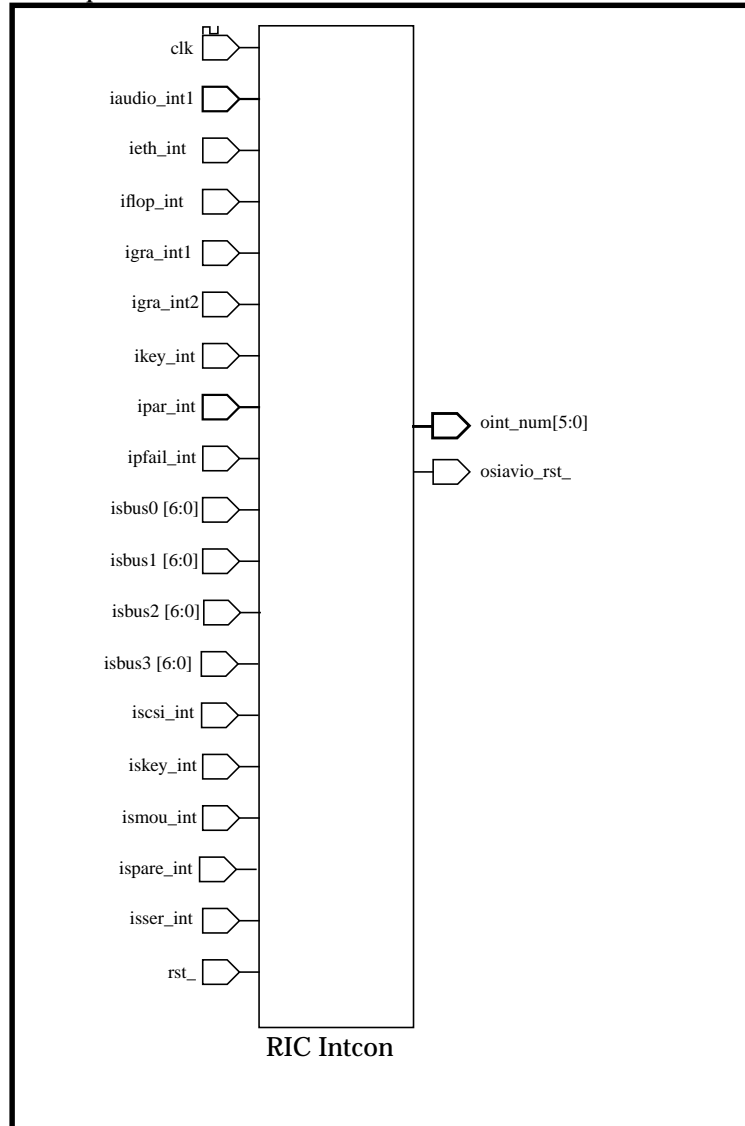 clk
iaudio_int1
ieth_int
iflop_int
igra_int1
igra_int2
ikey_int
ipar_int
ipfail_int
isbus0 [6:0]
isbus1 [6:0]
isbus2 [6:0]
isbus3 [6:0]
iscsi_int
iskey_int
ismou_int
ispare_int
isser_int
rst_
oint_num[5:0]
osiavio_rst_
RIC Intcon